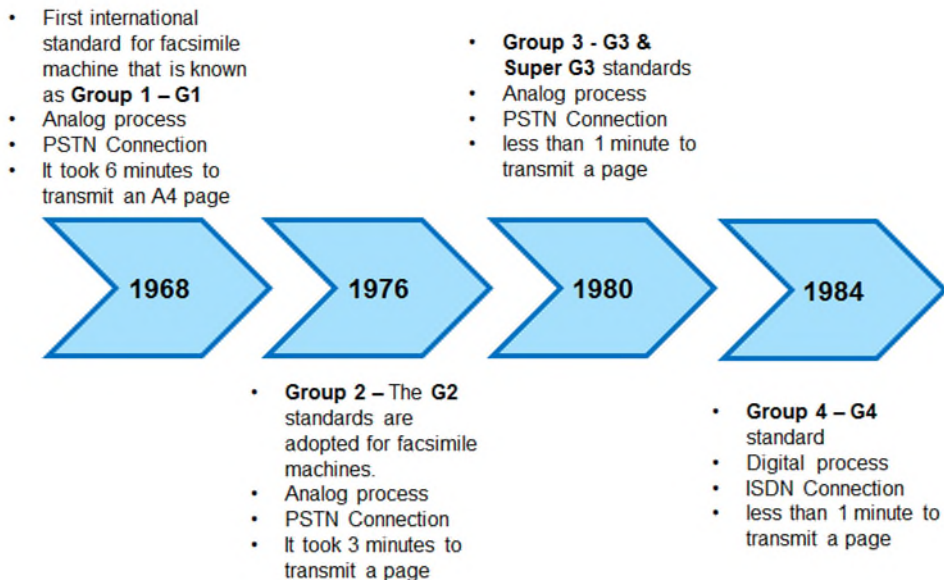 • First international
standard for facsimile
machine that is known
as Group 1 – G1
• Analog process
• PSTN Connection
• It took 6 minutes to
transmit an A4 page
• Group 3 - G3 &
Super G3 standards
• Analog process
• PSTN Connection
• less than 1 minute to
transmit a page
1968
1976
1980
1984
• Group 2 – The G2
standards are
adopted for facsimile
machines.
• Analog process
• PSTN Connection
• It took 3 minutes to
transmit a page
• Group 4 – G4
standard
• Digital process
• ISDN Connection
• less than 1 minute to
transmit a page